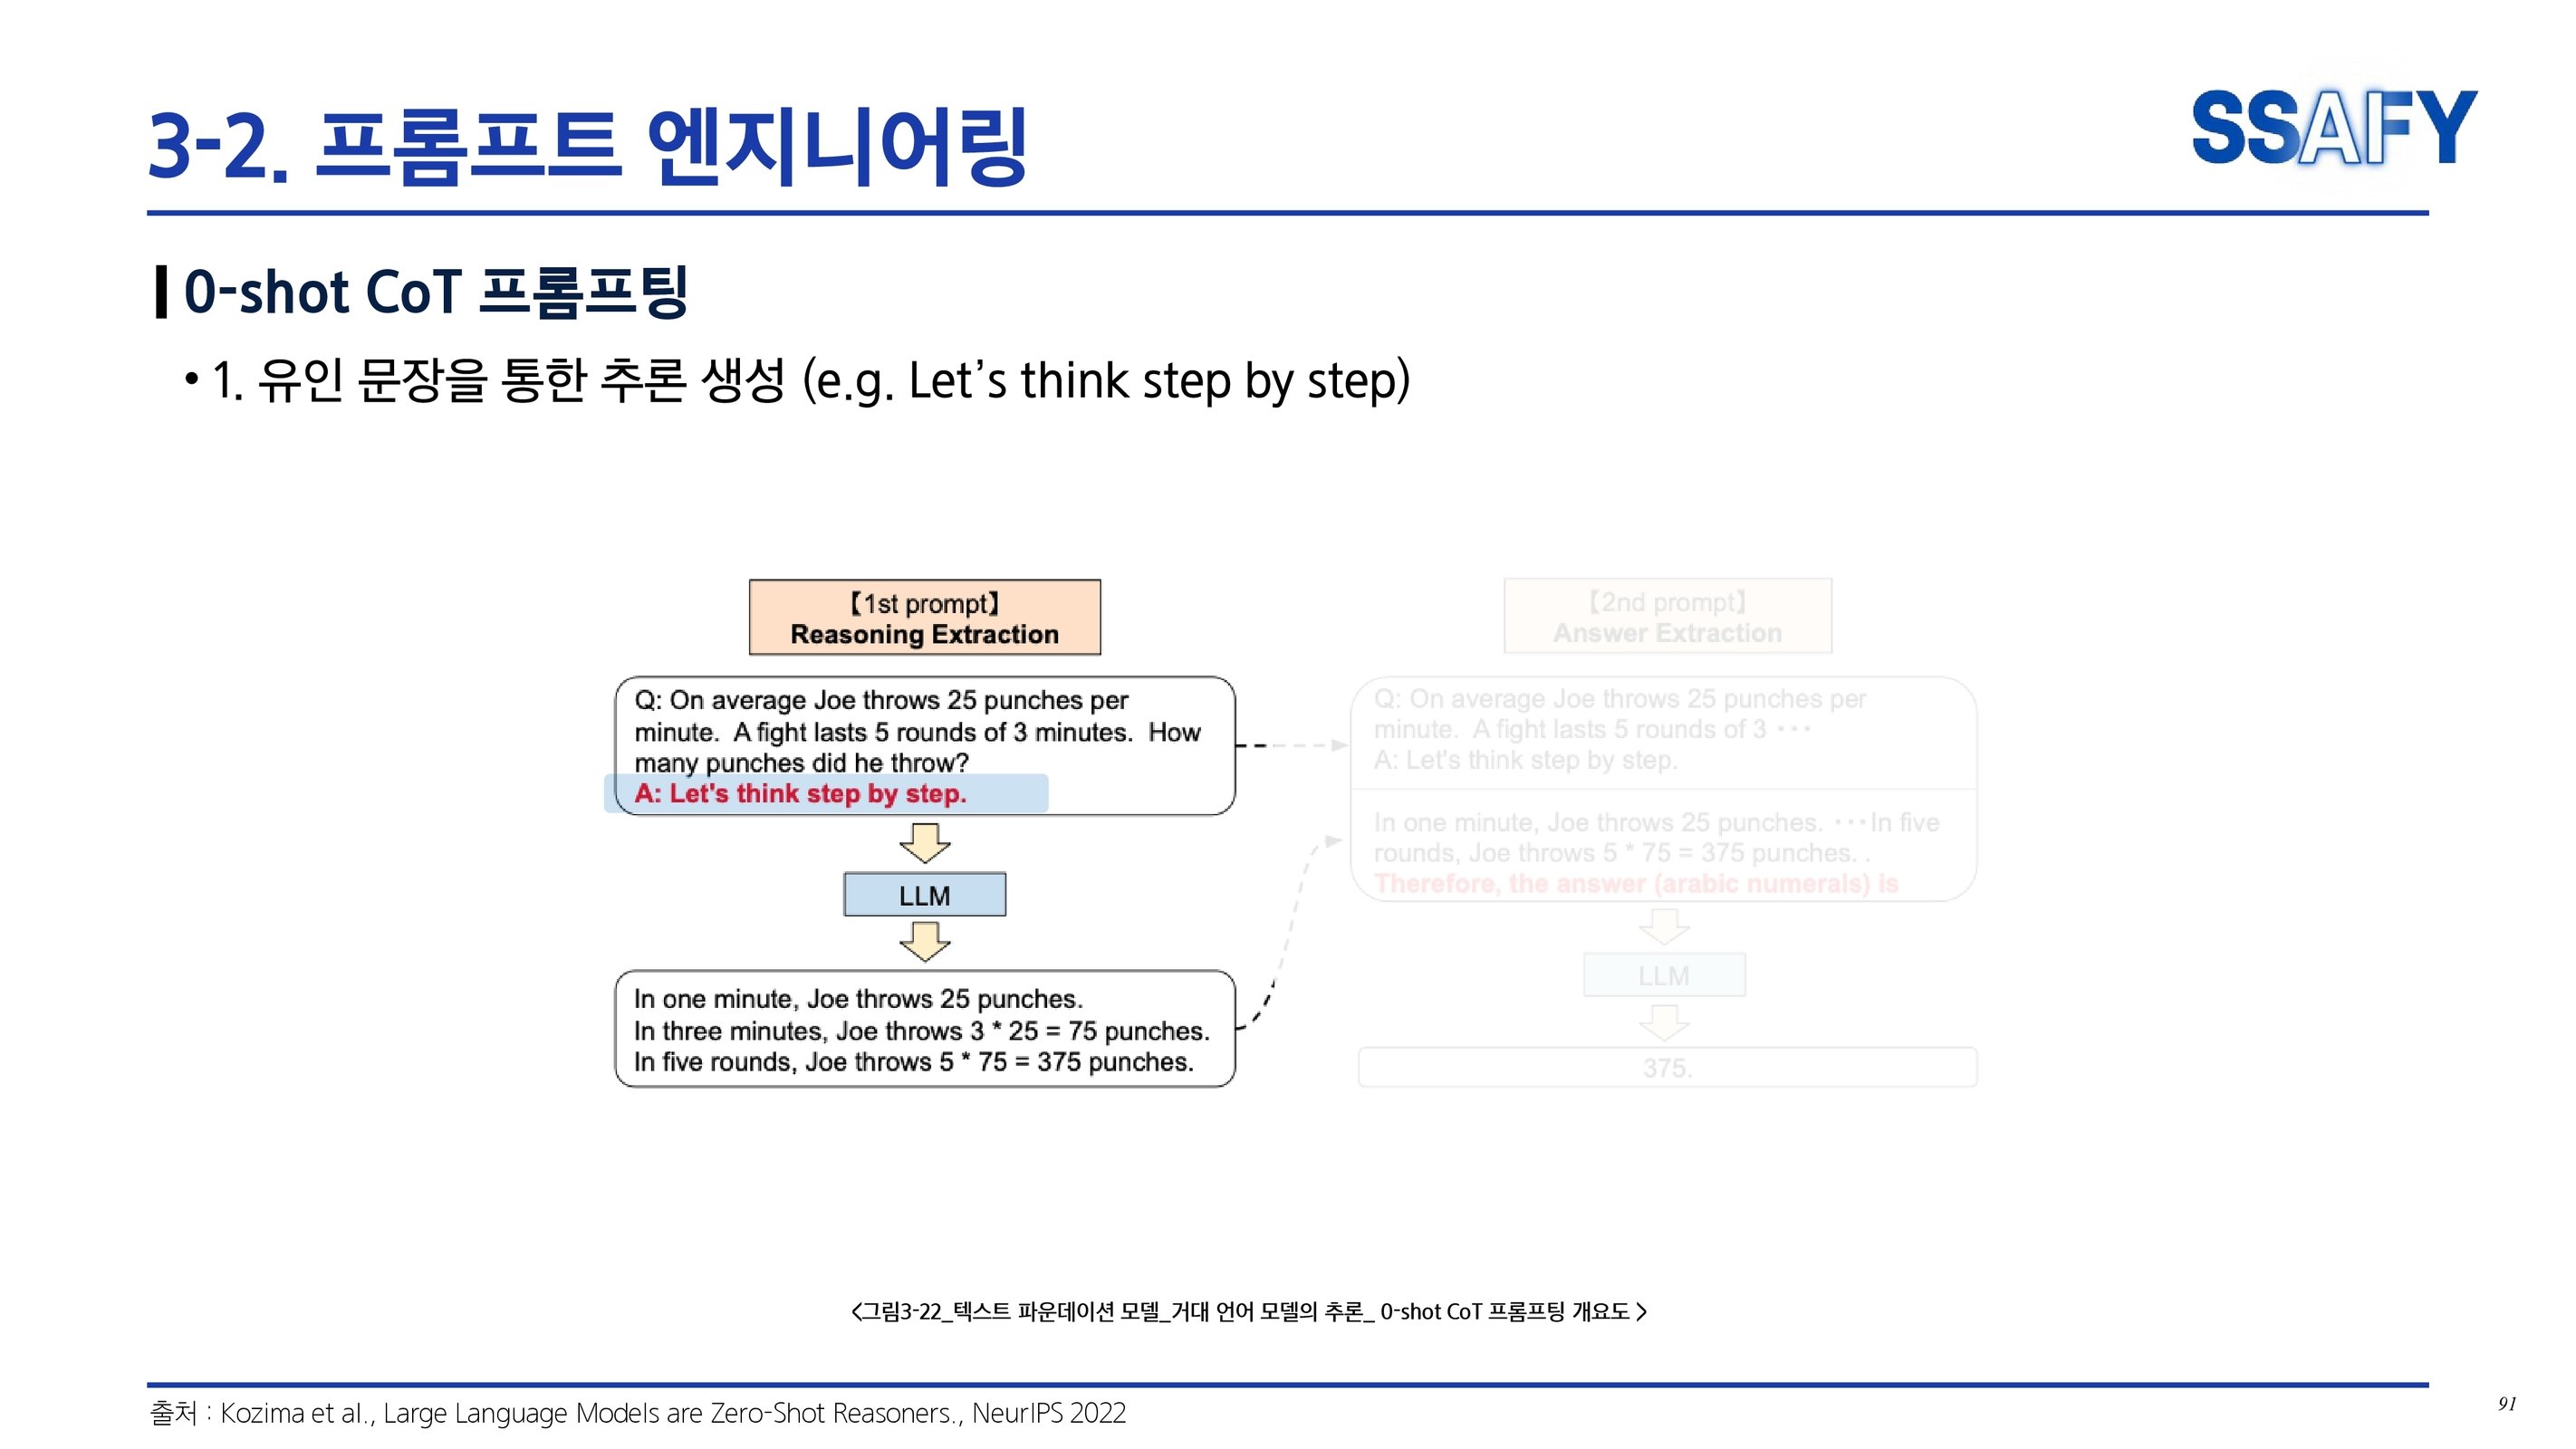 3-2. 프롬프트 엔지니어링
SSAFY
0-shot CoT 프롬프팅
• 1. 유인 문장을 통한 추론 생성 (e.g. Let’s think step by step)
【1st prompt】
Reasoning Extraction
Q: On average Joe throws 25 punches per
minute.  A fight lasts 5 rounds of 3 minutes.  How
many punches did he throw?
A: Let's think step by step.
LLM
In one minute, Joe throws 25 punches.
In three minutes, Joe throws 3 * 25 = 75 punches.
In five rounds, Joe throws 5 * 75 = 375 punches.
【2nd prompt】
Answer Extraction
Q: On average Joe throws 25 punches per
minute.  A fight lasts 5 rounds of 3 ･･･
A: Let's think step by step.
In one minute, Joe throws 25 punches. ･･･In five
rounds, Joe throws 5 * 75 = 375 punches. .
Therefore, the answer (arabic numerals) is
LLM
375.
<그림3-22_텍스트 파운데이션 모델_거대 언어 모델의 추론_ 0-shot CoT 프롬프팅 개요도 >
출처 : Kozima et al., Large Language Models are Zero-Shot Reasoners., NeurIPS 2022
91